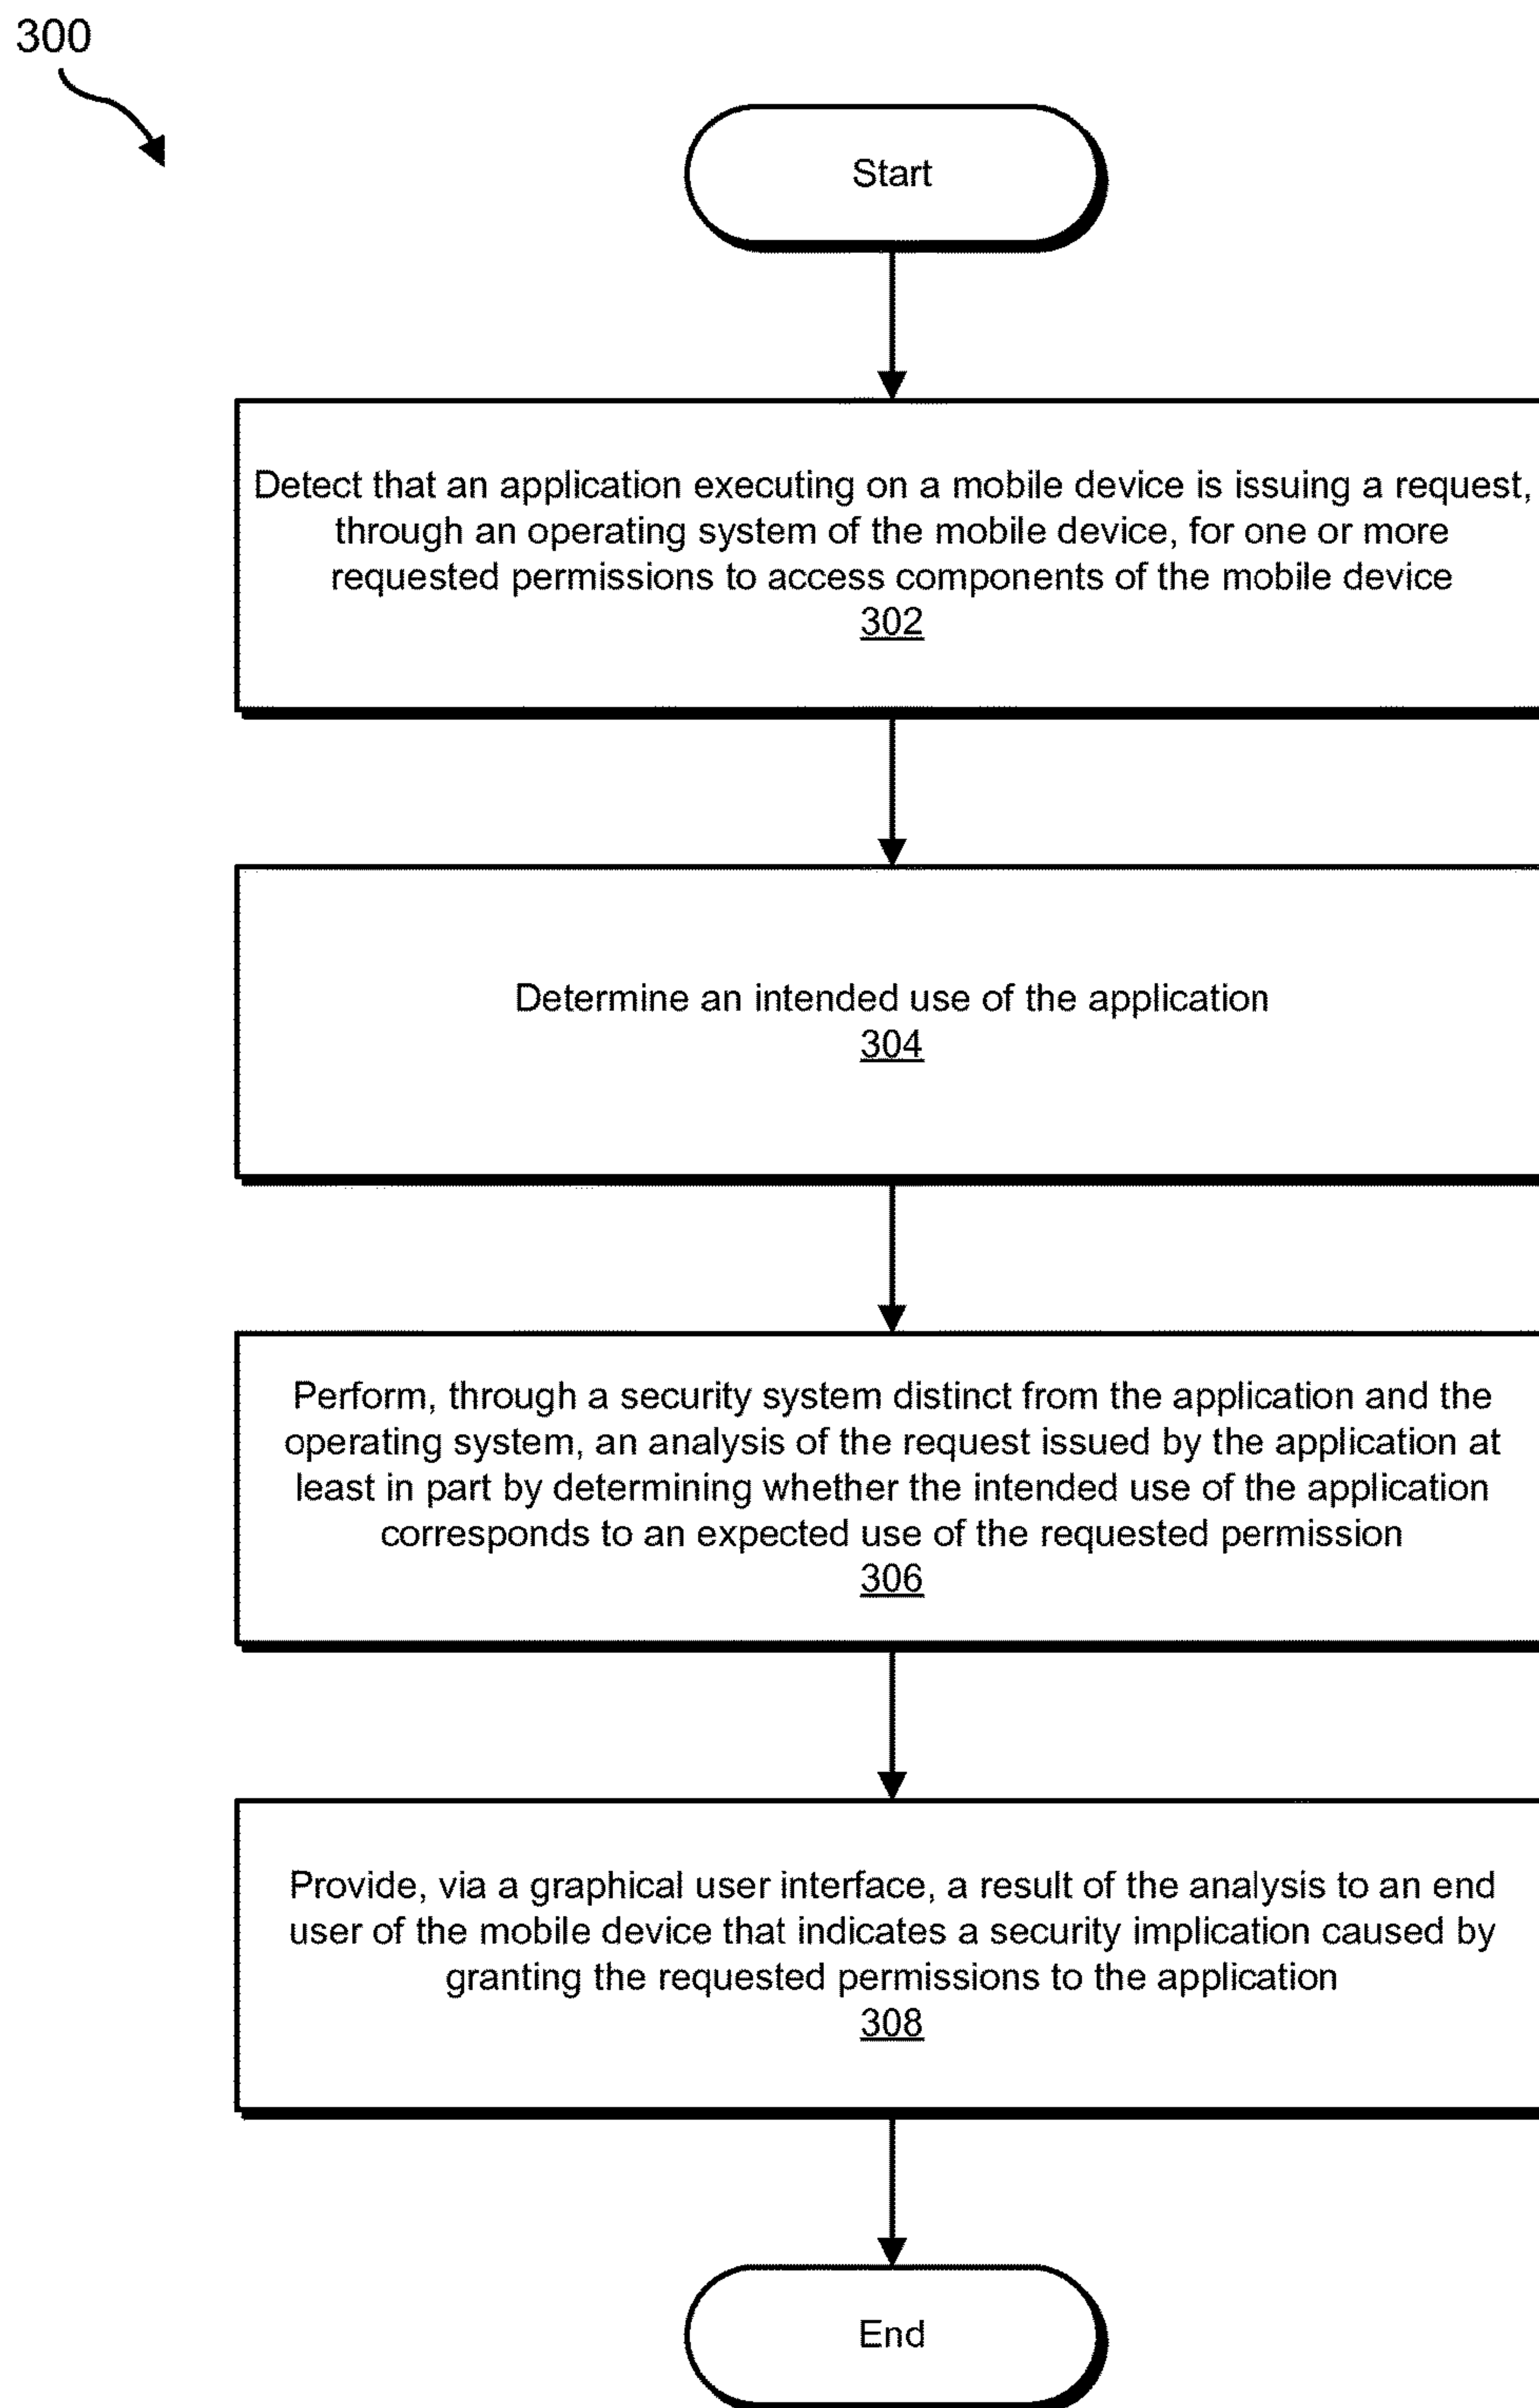 300
Start
Detect that an application executing on a mobile device is issuing a request,
through an operating system of the mobile device, for one or more
requested permissions to access components of the mobile device
302
Determine an intended use of the application
304
Perform, through a security system distinct from the application and the
operating system, an analysis of the request issued by the application at
least in part by determining whether the intended use of the application
corresponds to an expected use of the requested permission
306
Provide, via a graphical user interface, a result of the analysis to an end
user of the mobile device that indicates a security implication caused by
granting the requested permissions to the application
308
End